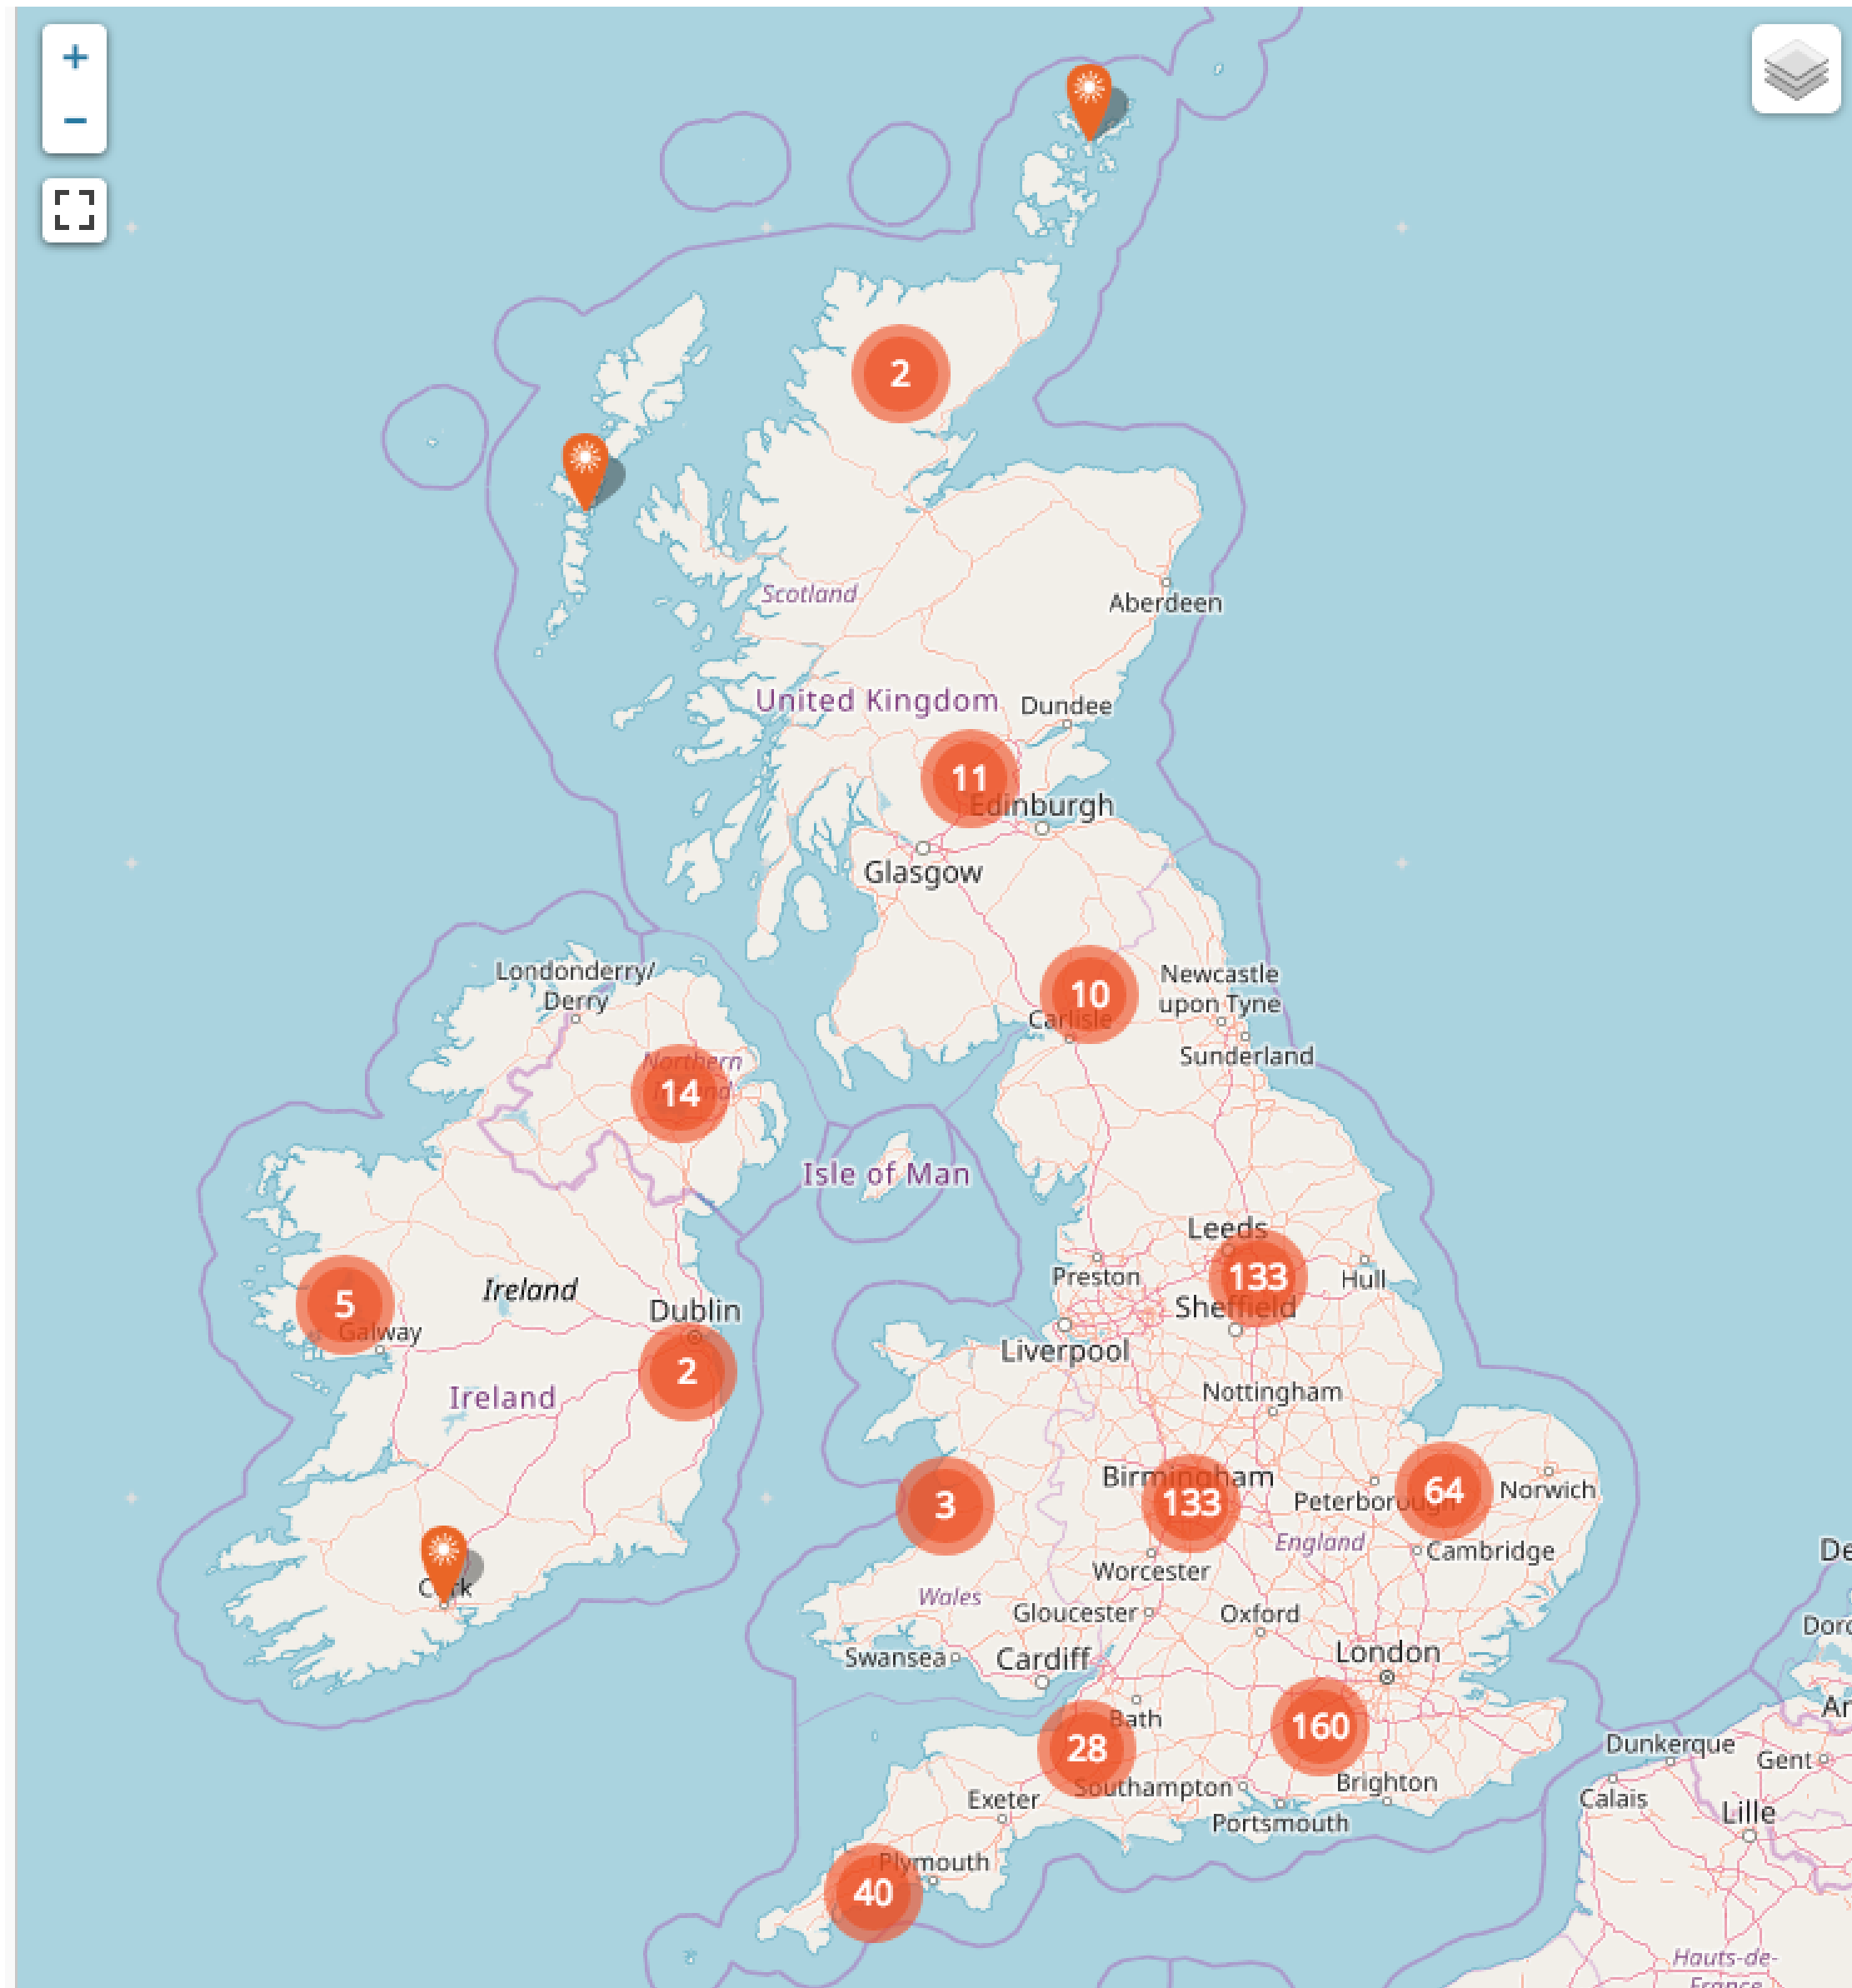 +
−
2
Scotland
Aberdeen
United Kingdom
Dundee
11
Edinburgh
Glasgow
Londonderry/
Derry
10
Newcastle
upon Tyne
Carlisle
Sunderland
Northern
14
Isle of Man
Leeds
133
Preston
Hull
Sheffield
5
Ireland
Dublin
Galway
Liverpool
2
Ireland
Nottingham
Birmingham
3
133
64
Norwich
Peterborough
England
Cambridge
Worcester
Cork
Wales
Gloucester
Oxford
London
Swansea
Cardiff
Bath
160
28
Southampton
Brighton
Dunkerque
Gent
Exeter
Portsmouth
Calais
Lille
Plymouth
40
De
Dord
An
Hauts-de-
France